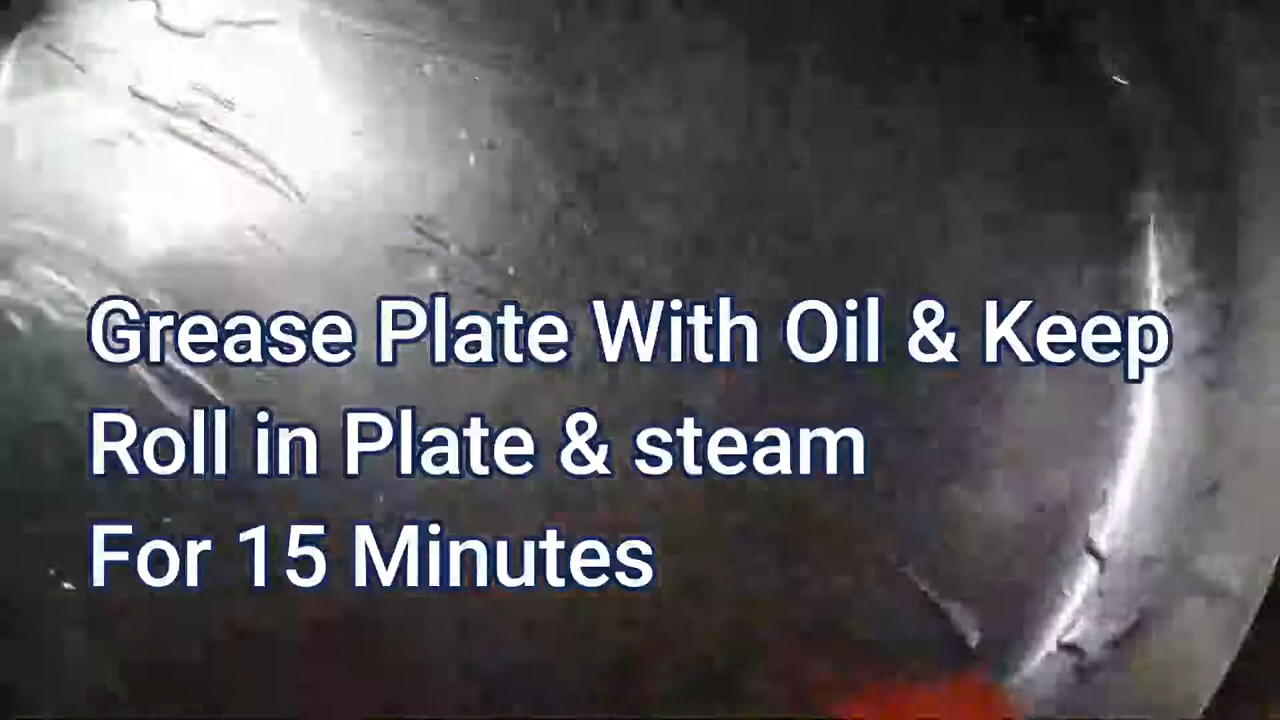 Grease Plate With Oil & Keep
Roll in Plate & steam
For 15 Minutes